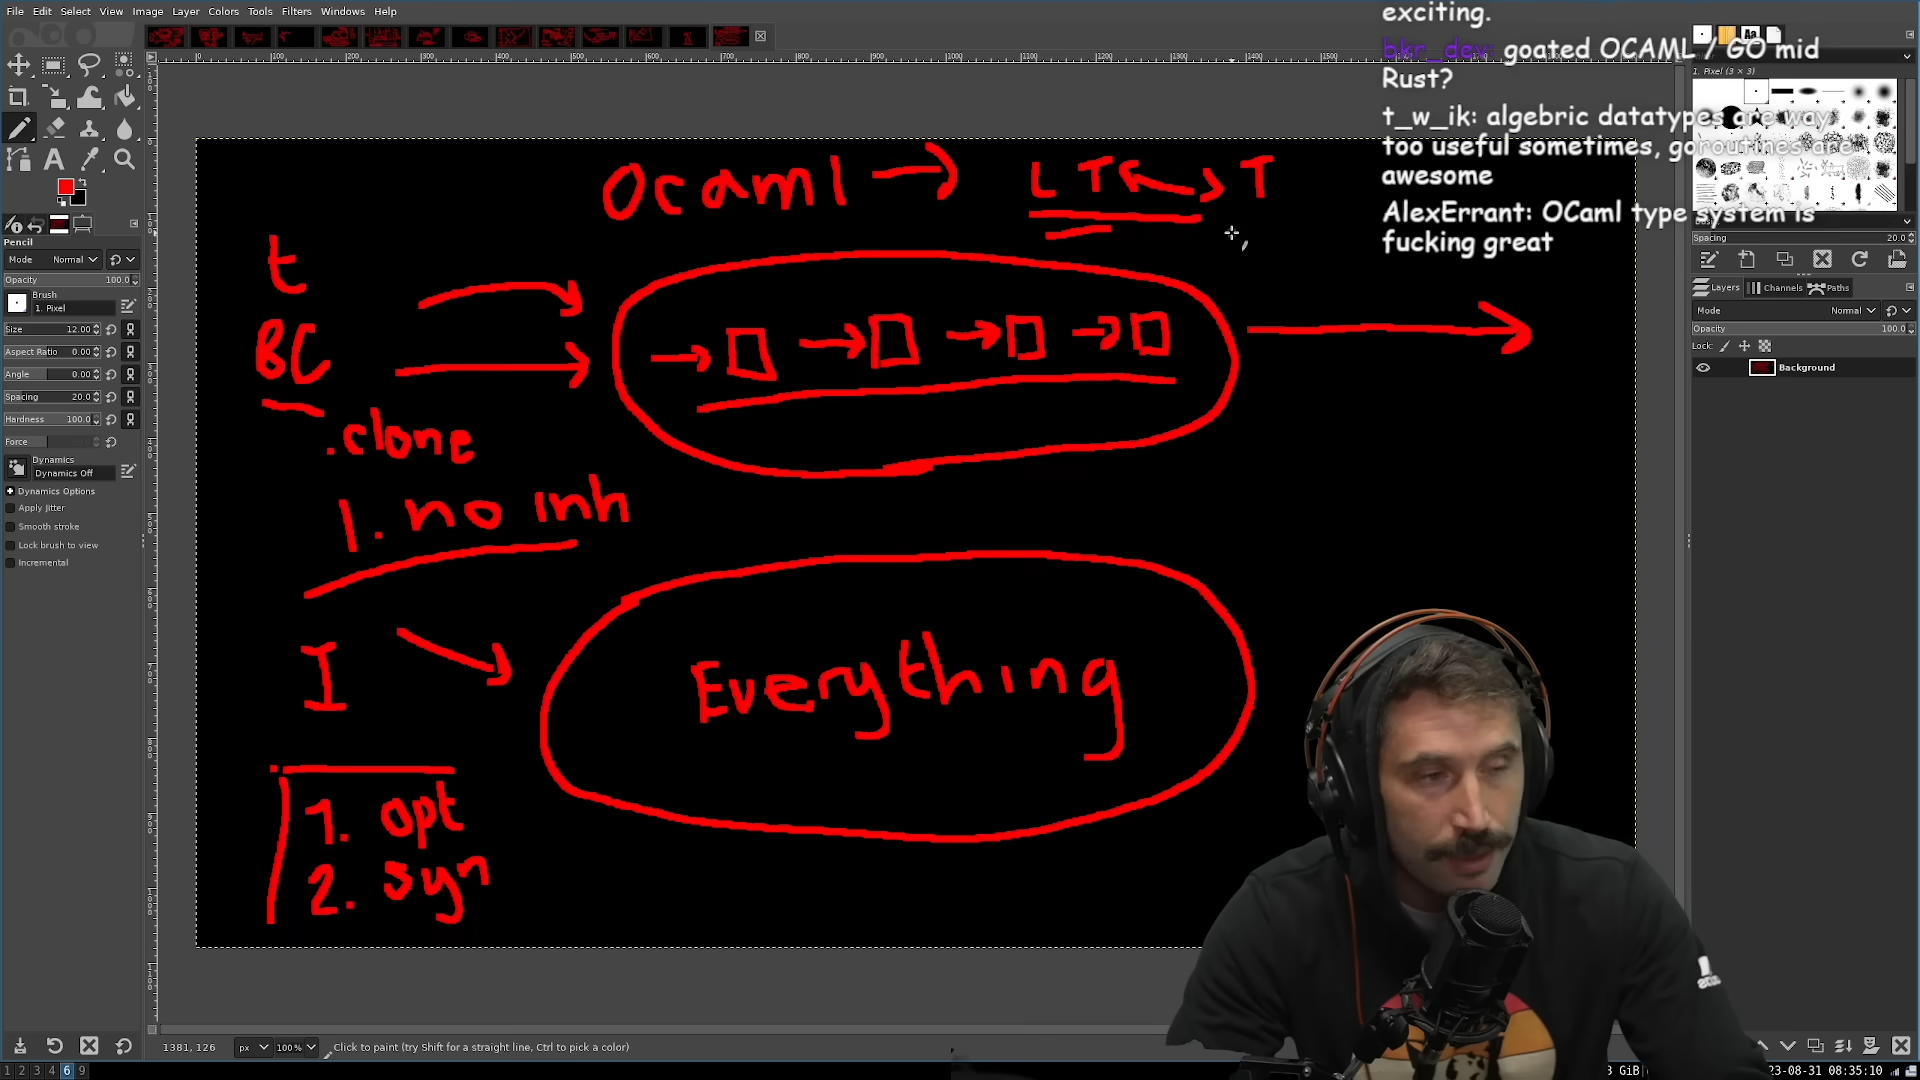 File Edit Select View Image Layer Colors Tools Filters Windows Help
exciting.
bkr_dev: goated OCAML / GO mid
Rust?
t_w_ik: algebric datatypes are way
too useful sometimes, goroutines are
awesome
AlexErrant: OCaml type system is
fucking great
1. Pixel (3 × 3)
Spacing 20.0
Layers Channels Paths
Mode Normal
Opacity 100.0
Lock:
Background
Pencil
Mode Normal
Opacity 100.0
Brush
1. Pixel
Size 12.00
Aspect Ratio 0.00
Angle 0.00
Spacing 20.0
Hardness 100.0
Force
Dynamics
Dynamics Off
Dynamics Options
Apply Jitter
Smooth stroke
Lock brush to view
Incremental
Ocaml → LT ↔ T
t
BC
.clone
1. no inh
I
Everything
1. opt
2. syn
1381, 126 px 100% Click to paint (try Shift for a straight line, Ctrl to pick a color)
1 2 3 4 6 9
GiB
23-08-31 08:35:10